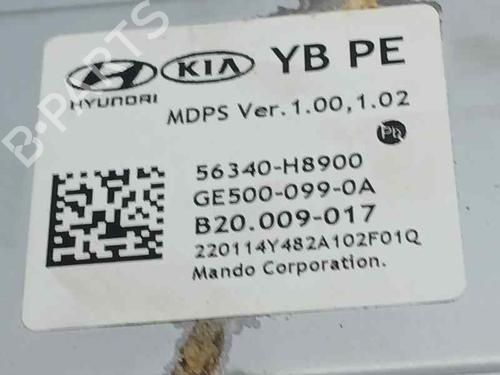 HYUNDAI KIA YB PE
MDPS Ver.1.00,1.02
Pb
56340-H8900
GE500-099-0A
B20.009-017
220114Y482A102F01Q
Mando Corporation.
B-PARTS